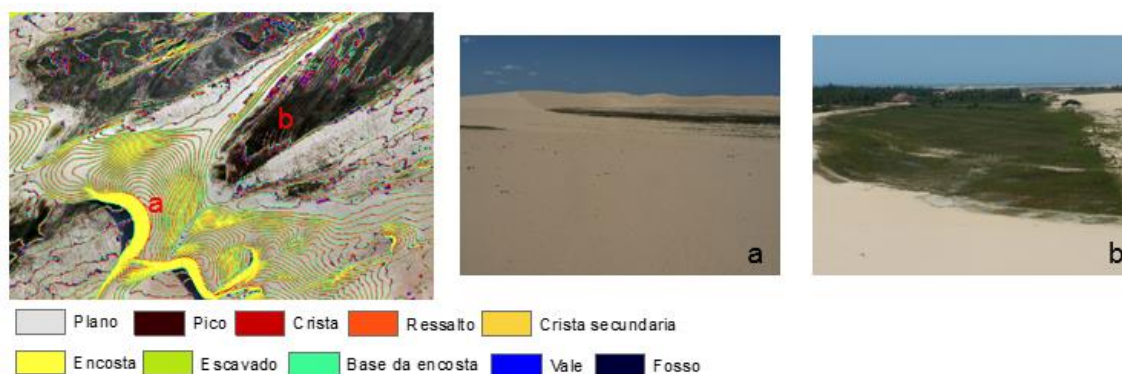 b
a
a
b
Plano Pico Crista Ressalto Crista secundaria
Encosta Escavado Base da encosta Vale Fosso